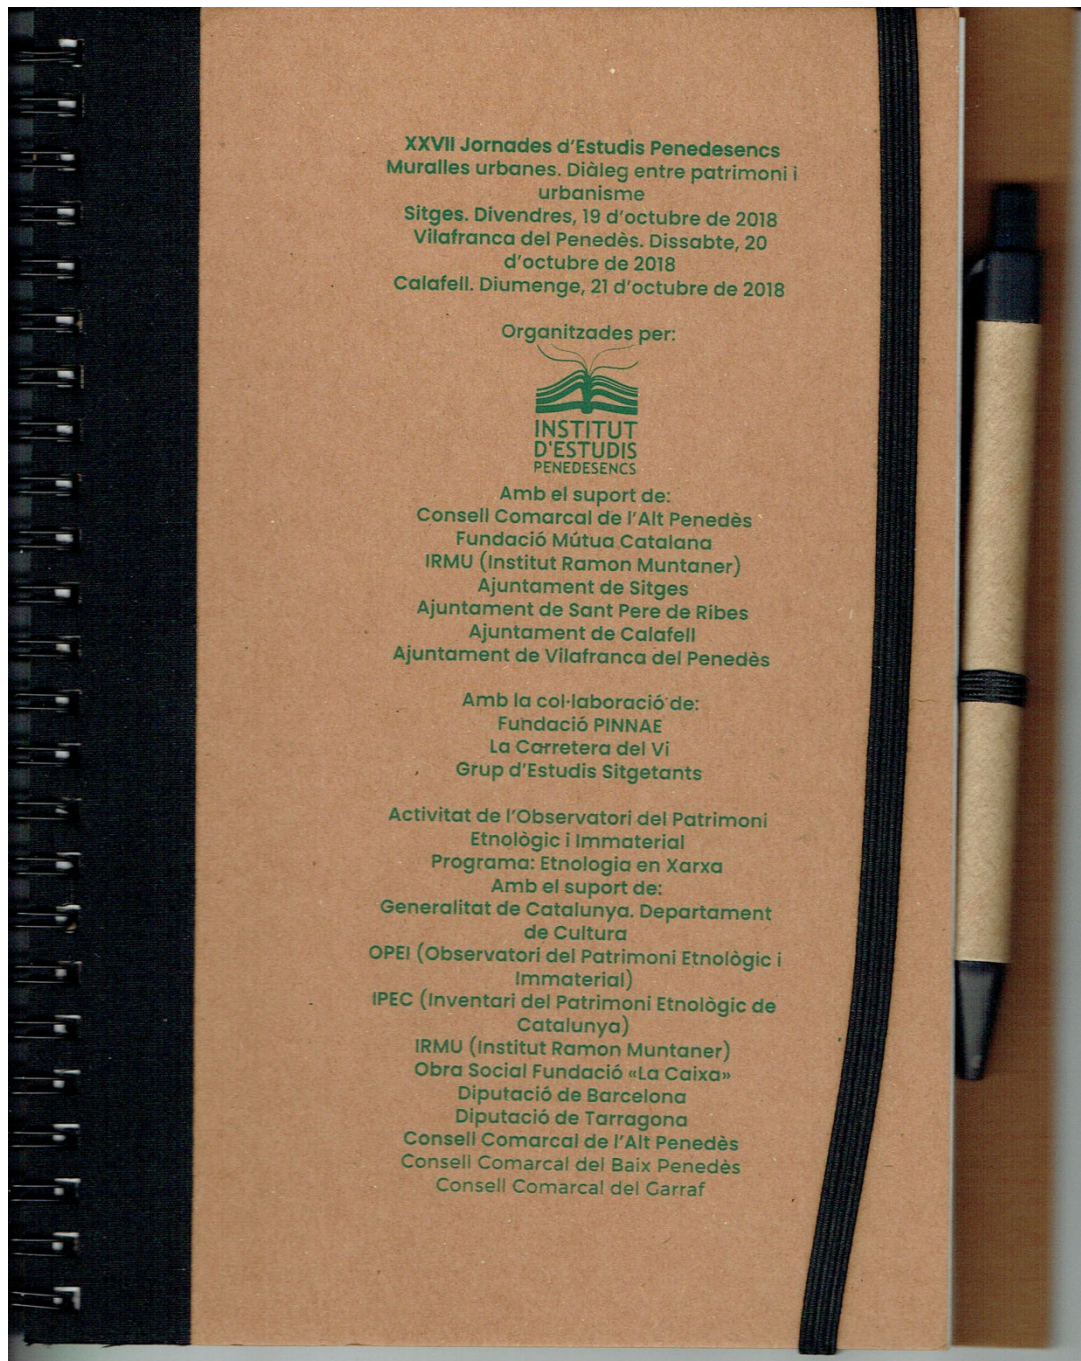 XXVII Jornades d'Estudis Penedesencs
Muralles urbanes. Diàleg entre patrimoni i
urbanisme
Sitges. Divendres, 19 d'octubre de 2018
Vilafranca del Penedès. Dissabte, 20
d'octubre de 2018
Calafell. Diumenge, 21 d'octubre de 2018
Organitzades per:
INSTITUT
D'ESTUDIS
PENEDESENCS
Amb el suport de:
Consell Comarcal de l'Alt Penedès
Fundació Mútua Catalana
IRMU (Institut Ramon Muntaner)
Ajuntament de Sitges
Ajuntament de Sant Pere de Ribes
Ajuntament de Calafell
Ajuntament de Vilafranca del Penedès
Amb la col·laboració de:
Fundació PINNAE
La Carretera del Vi
Grup d'Estudis Sitgetants
Activitat de l'Observatori del Patrimoni
Etnològic i Immaterial
Programa: Etnologia en Xarxa
Amb el suport de:
Generalitat de Catalunya. Departament
de Cultura
OPEI (Observatori del Patrimoni Etnològic i
Immaterial)
IPEC (Inventari del Patrimoni Etnològic de
Catalunya)
IRMU (Institut Ramon Muntaner)
Obra Social Fundació «La Caixa»
Diputació de Barcelona
Diputació de Tarragona
Consell Comarcal de l'Alt Penedès
Consell Comarcal del Baix Penedès
Consell Comarcal del Garraf